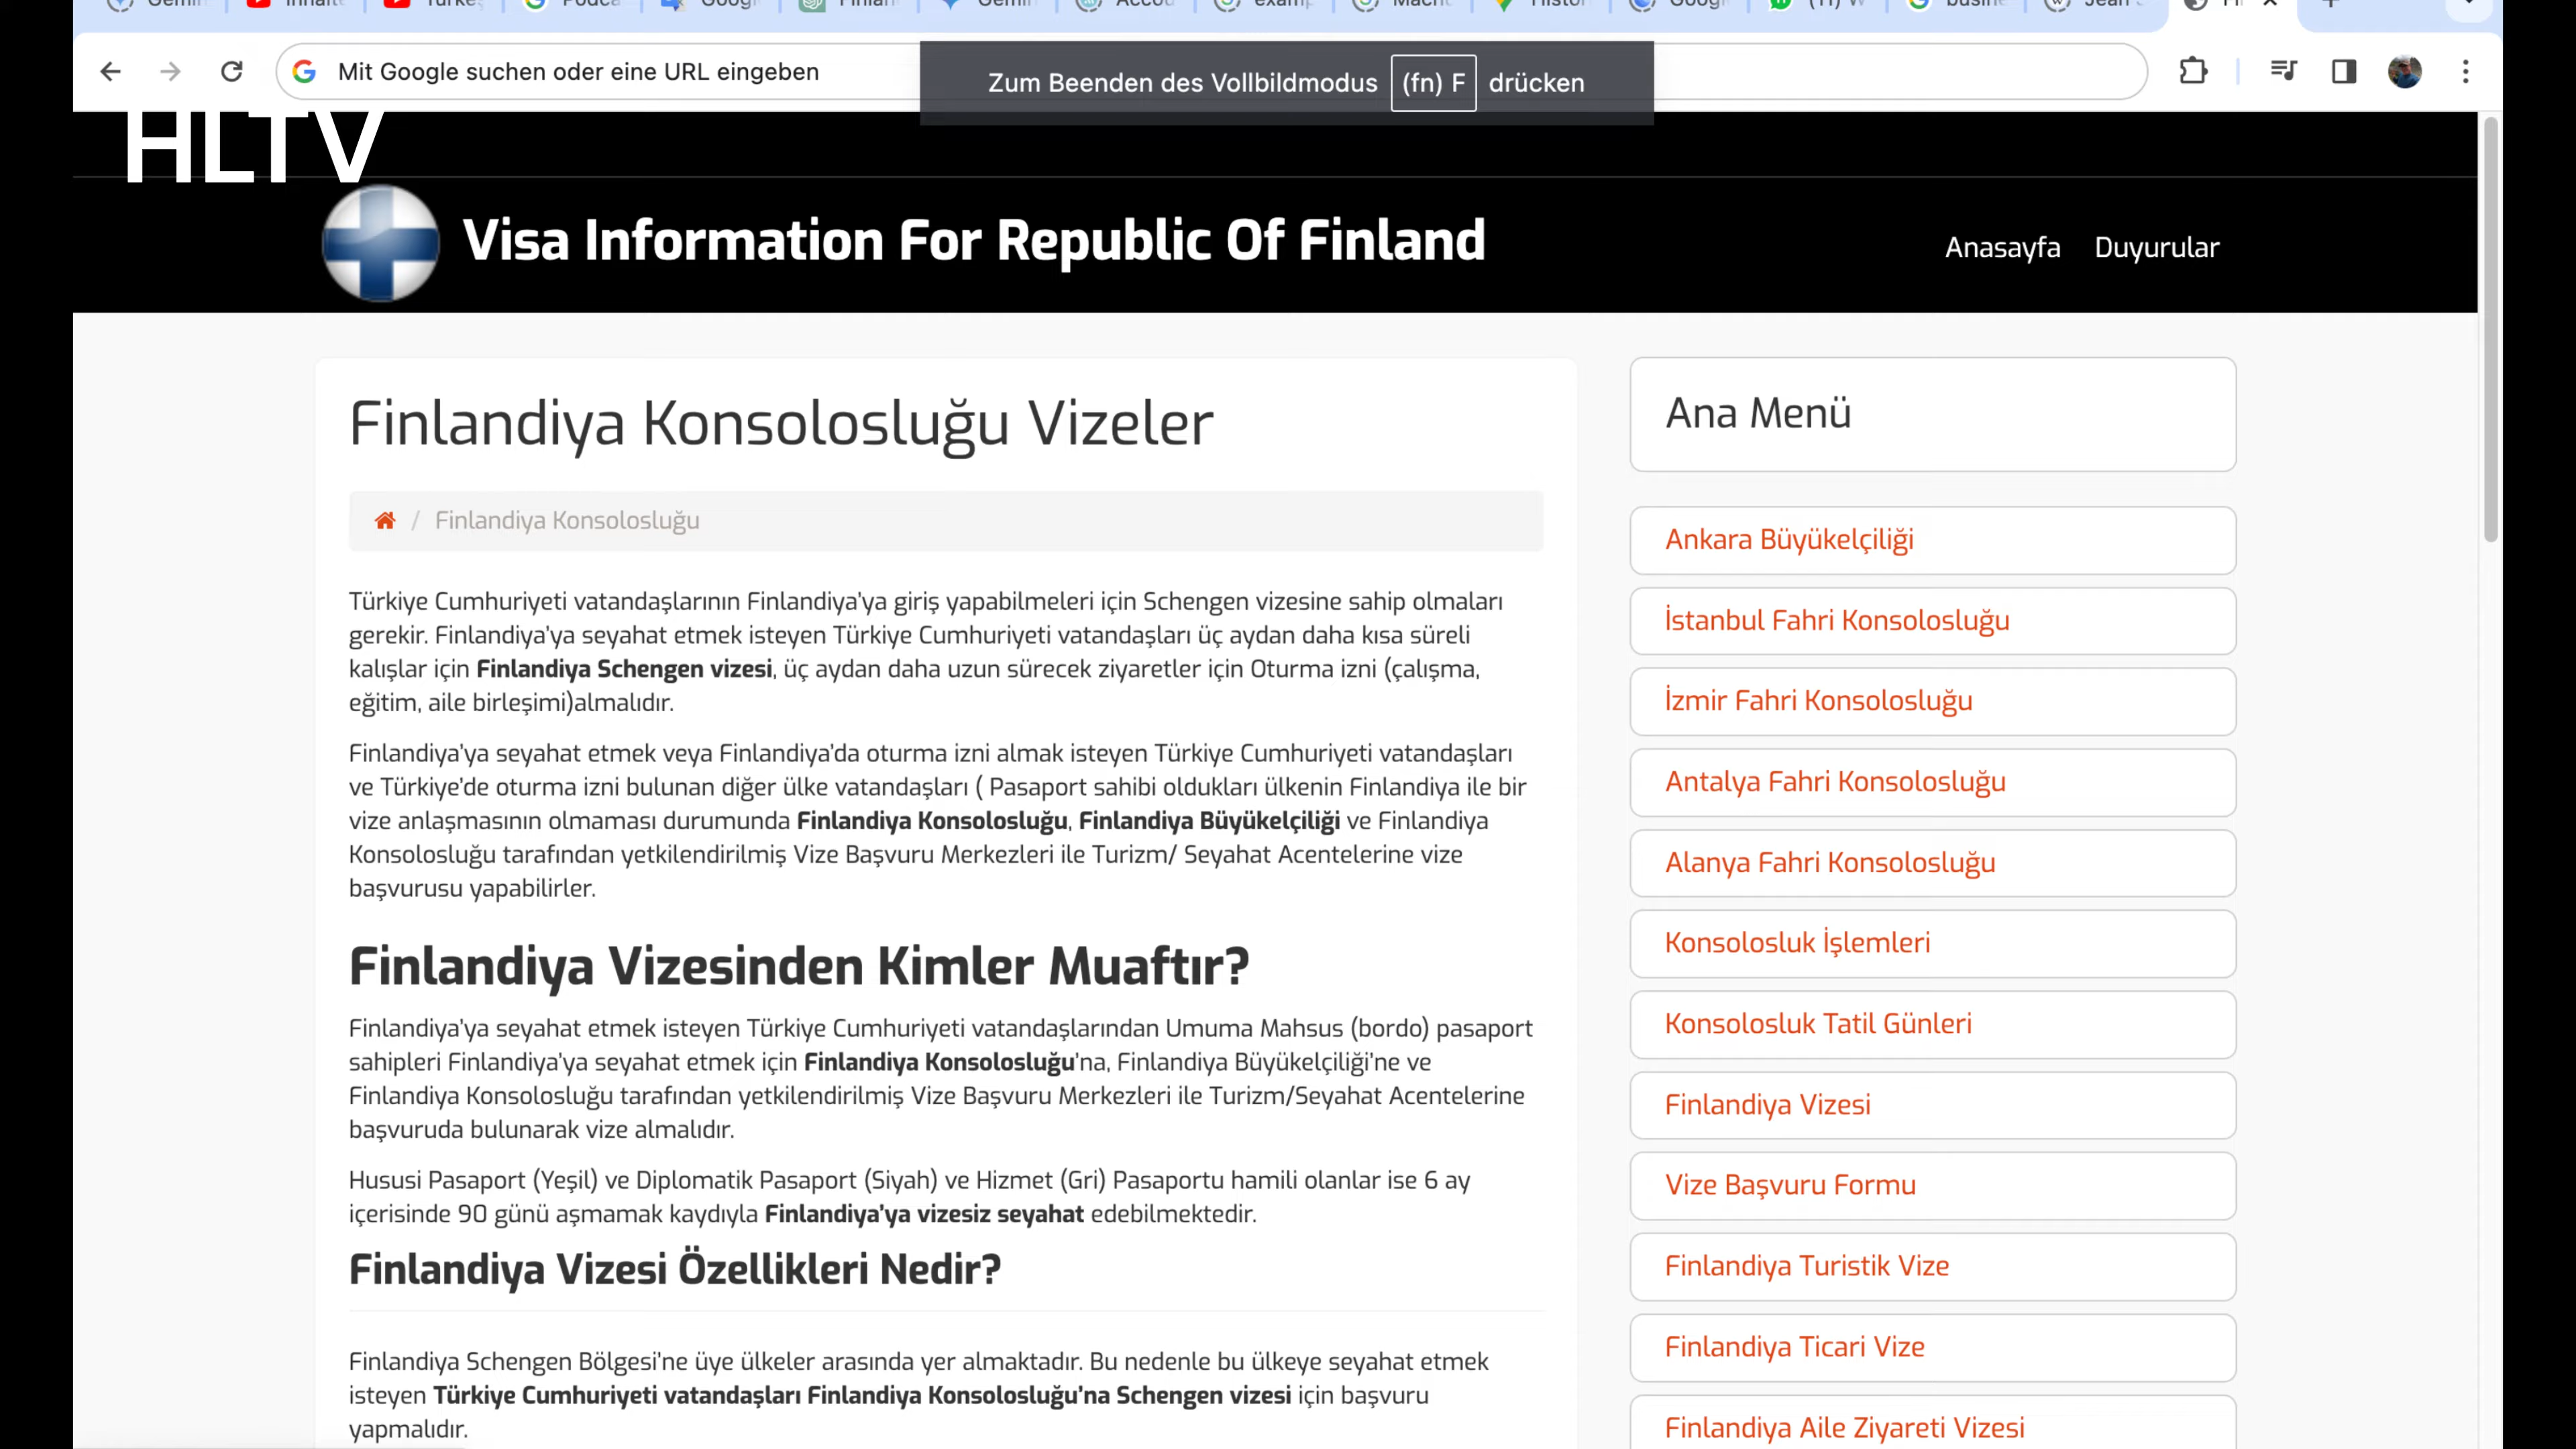 Mit Google suchen oder eine URL eingeben
Zum Beenden des Vollbildmodus (fn) F drücken
HLTV
Visa Information For Republic Of Finland
Anasayfa Duyurular
Finlandiya Konsolosluğu Vizeler
/ Finlandiya Konsolosluğu
Türkiye Cumhuriyeti vatandaşlarının Finlandiya'ya giriş yapabilmeleri için Schengen vizesine sahip olmaları
gerekir. Finlandiya'ya seyahat etmek isteyen Türkiye Cumhuriyeti vatandaşları üç aydan daha kısa süreli
kalışlar için Finlandiya Schengen vizesi, üç aydan daha uzun sürecek ziyaretler için Oturma izni (çalışma,
eğitim, aile birleşimi)almalıdır.
Finlandiya'ya seyahat etmek veya Finlandiya'da oturma izni almak isteyen Türkiye Cumhuriyeti vatandaşları
ve Türkiye'de oturma izni bulunan diğer ülke vatandaşları ( Pasaport sahibi oldukları ülkenin Finlandiya ile bir
vize anlaşmasının olmaması durumunda Finlandiya Konsolosluğu, Finlandiya Büyükelçiliği ve Finlandiya
Konsolosluğu tarafından yetkilendirilmiş Vize Başvuru Merkezleri ile Turizm/ Seyahat Acentelerine vize
başvurusu yapabilirler.
Finlandiya Vizesinden Kimler Muaftır?
Finlandiya'ya seyahat etmek isteyen Türkiye Cumhuriyeti vatandaşlarından Umuma Mahsus (bordo) pasaport
sahipleri Finlandiya'ya seyahat etmek için Finlandiya Konsolosluğu'na, Finlandiya Büyükelçiliği'ne ve
Finlandiya Konsolosluğu tarafından yetkilendirilmiş Vize Başvuru Merkezleri ile Turizm/Seyahat Acentelerine
başvuruda bulunarak vize almalıdır.
Hususi Pasaport (Yeşil) ve Diplomatik Pasaport (Siyah) ve Hizmet (Gri) Pasaportu hamili olanlar ise 6 ay
içerisinde 90 günü aşmamak kaydıyla Finlandiya'ya vizesiz seyahat edebilmektedir.
Finlandiya Vizesi Özellikleri Nedir?
Finlandiya Schengen Bölgesi'ne üye ülkeler arasında yer almaktadır. Bu nedenle bu ülkeye seyahat etmek
isteyen Türkiye Cumhuriyeti vatandaşları Finlandiya Konsolosluğu'na Schengen vizesi için başvuru
yapmalıdır.
Ana Menü
Ankara Büyükelçiliği
İstanbul Fahri Konsolosluğu
İzmir Fahri Konsolosluğu
Antalya Fahri Konsolosluğu
Alanya Fahri Konsolosluğu
Konsolosluk İşlemleri
Konsolosluk Tatil Günleri
Finlandiya Vizesi
Vize Başvuru Formu
Finlandiya Turistik Vize
Finlandiya Ticari Vize
Finlandiya Aile Ziyareti Vizesi